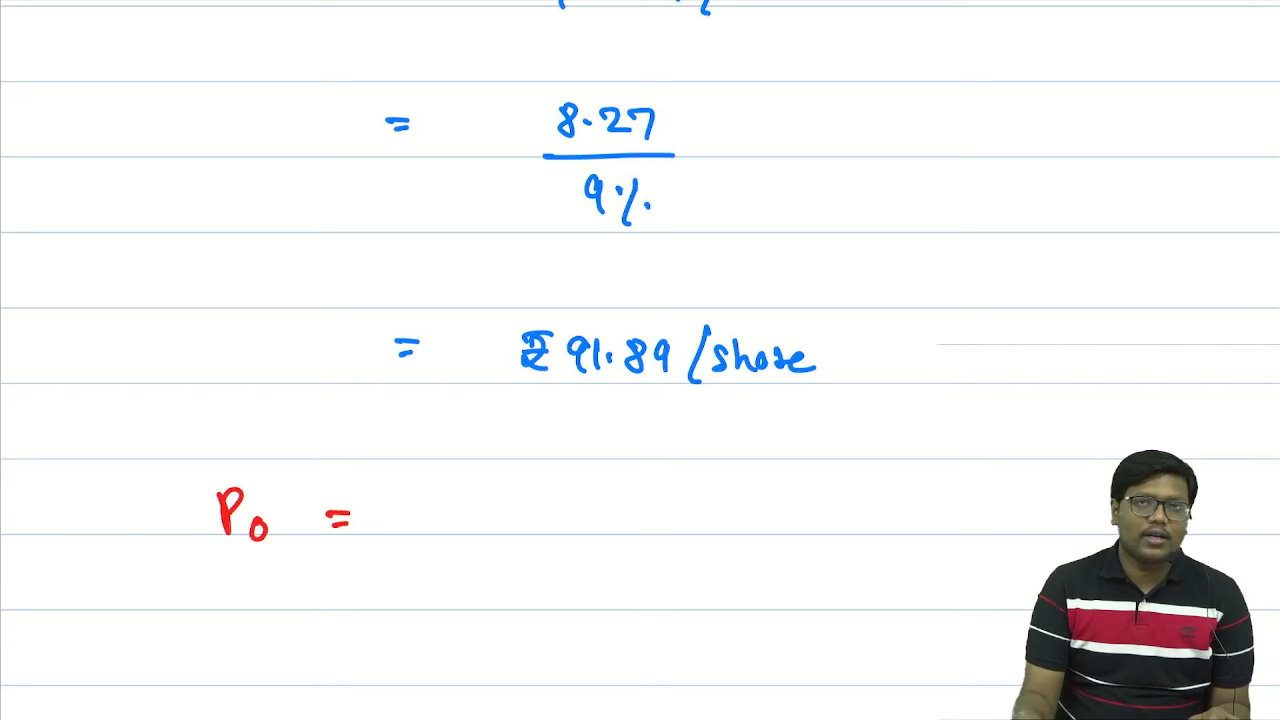 = 8.27
9%
= ₹ 91.89 / share
P0 =